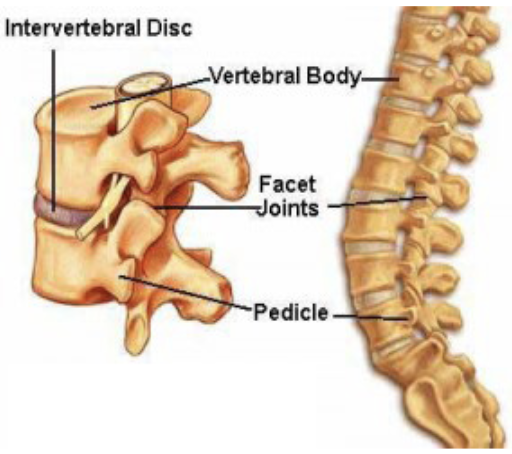 Intervertebral Disc
Vertebral Body
Facet
Joints
Pedicle